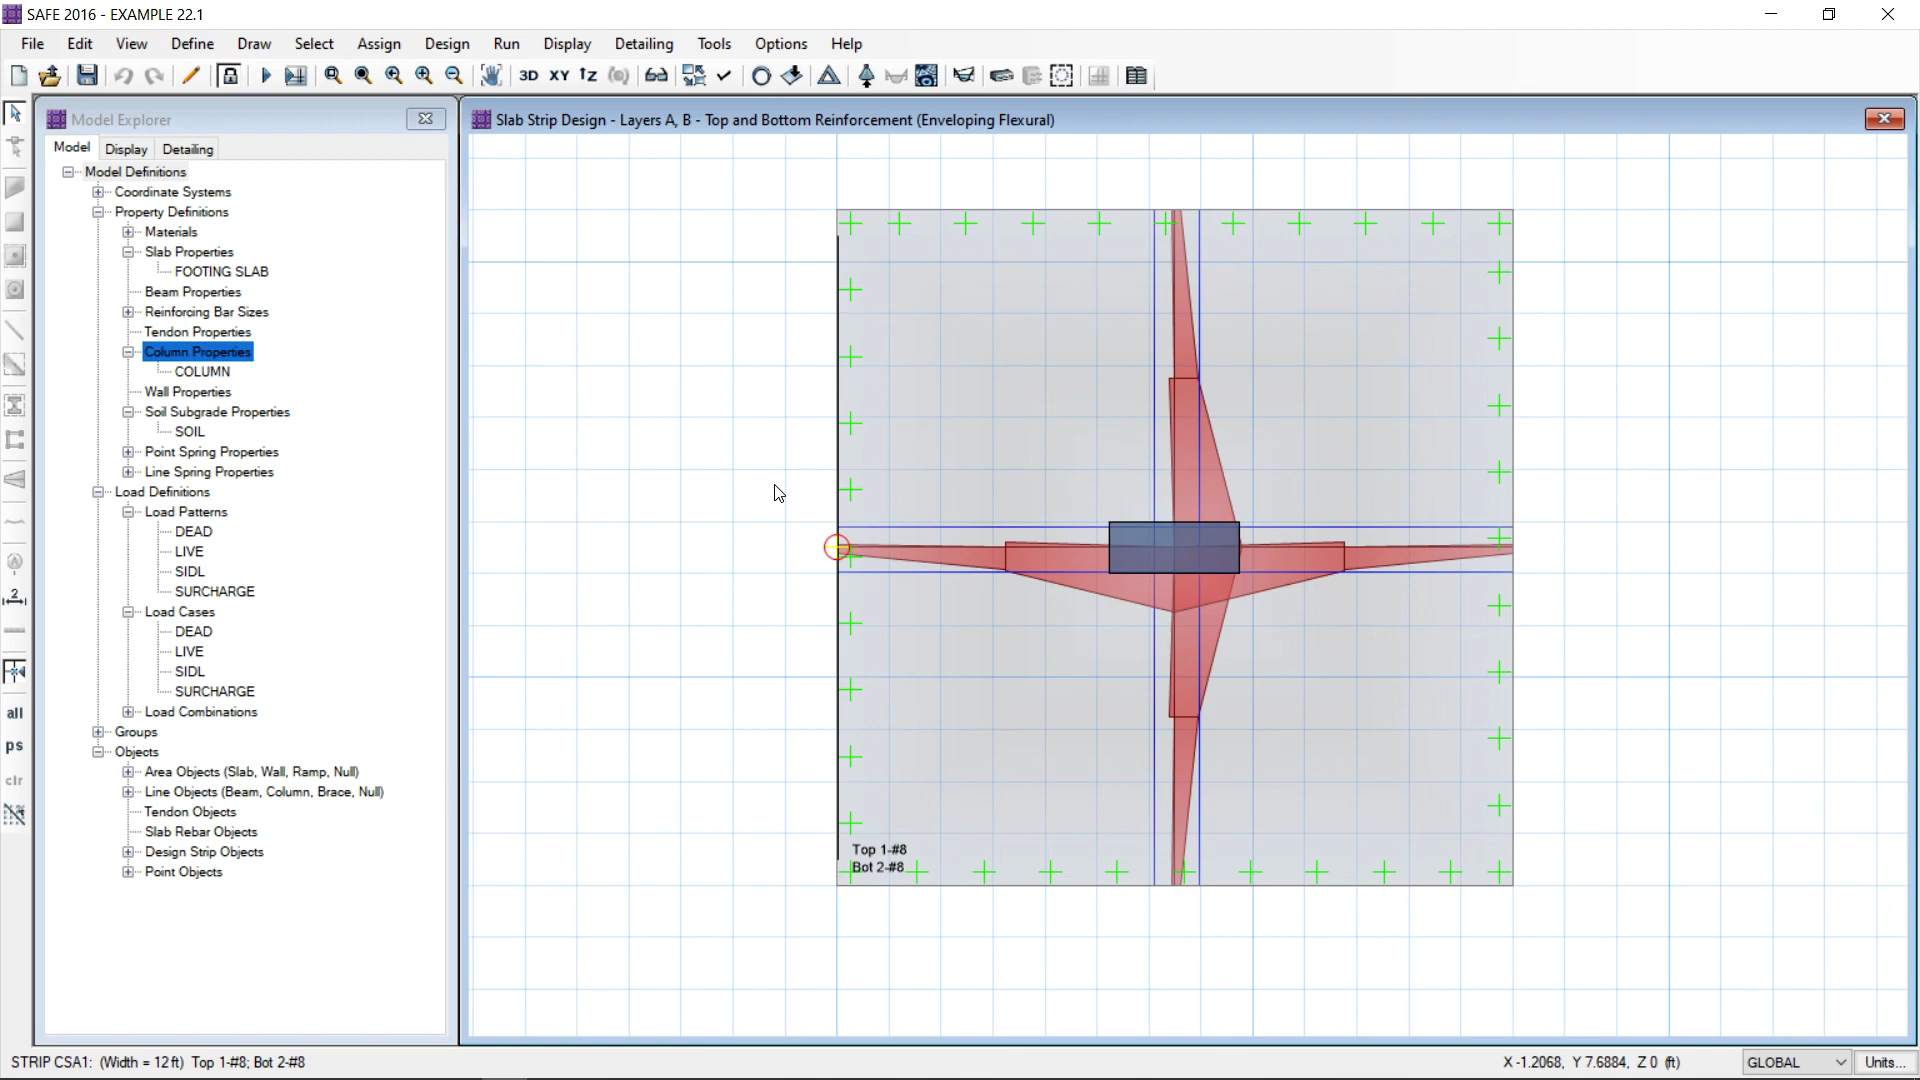 SAFE 2016 - EXAMPLE 22.1
File Edit View Define Draw Select Assign Design Run Display Detailing Tools Options Help
3D XY
Model Explorer
Model Display Detailing
Model Definitions
Coordinate Systems
Property Definitions
Materials
Slab Properties
FOOTING SLAB
Beam Properties
Reinforcing Bar Sizes
Tendon Properties
Column Properties
COLUMN
Wall Properties
Soil Subgrade Properties
SOIL
Point Spring Properties
Line Spring Properties
Load Definitions
Load Patterns
DEAD
LIVE
SIDL
SURCHARGE
Load Cases
DEAD
LIVE
SIDL
SURCHARGE
Load Combinations
Groups
Objects
Area Objects (Slab, Wall, Ramp, Null)
Line Objects (Beam, Column, Brace, Null)
Tendon Objects
Slab Rebar Objects
Design Strip Objects
Point Objects
2
all
ps
clr
Slab Strip Design - Layers A, B - Top and Bottom Reinforcement (Enveloping Flexural)
Top 1-#8
Bot 2-#8
STRIP CSA1: (Width = 12 ft) Top 1-#8; Bot 2-#8
X -1.2068, Y 7.6884, Z 0 (ft)
GLOBAL
Units...